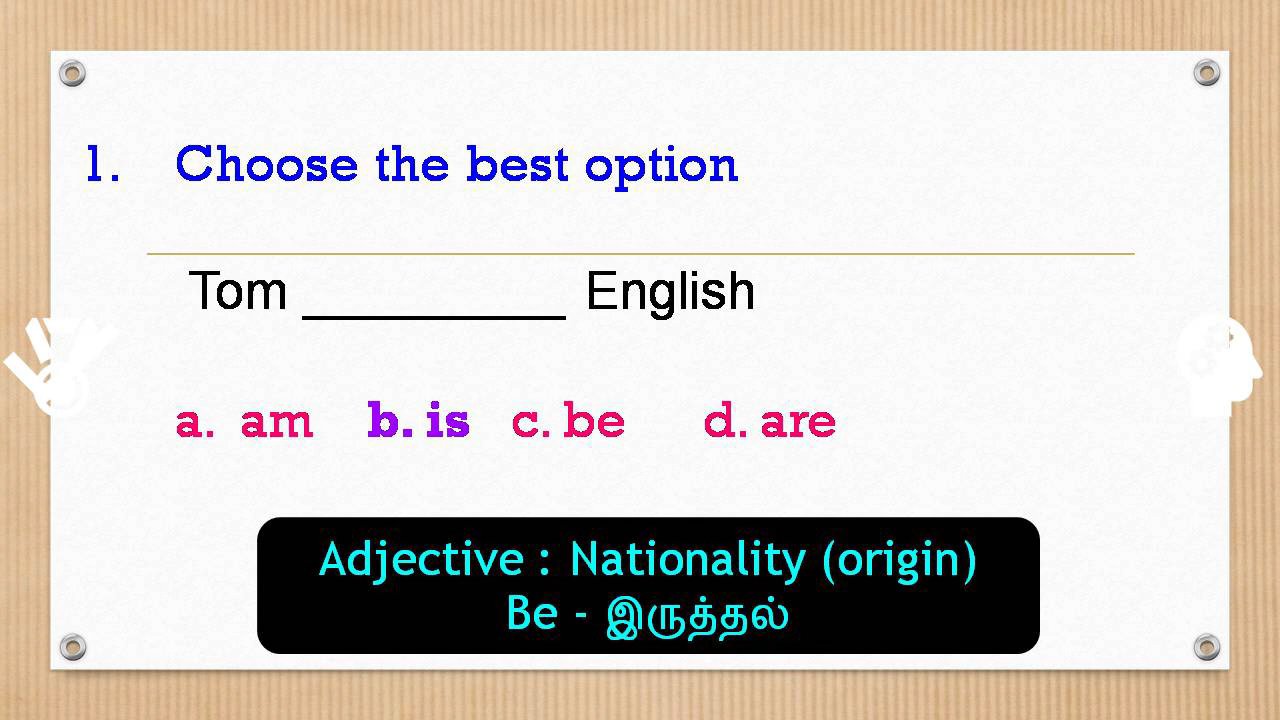 1. Choose the best option
Tom __________ English
a. am b. is c. be d. are
Adjective : Nationality (origin)
Be - இருத்தல்